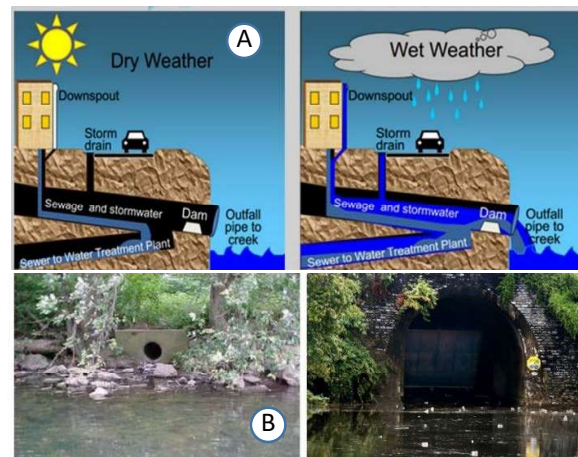 A
Dry Weather
Downspout
Storm
drain
Sewage and stormwater
Dam
Outfall
pipe to
creek
Sewer to Water Treatment Plant
Wet Weather
Downspout
Storm
drain
Sewage and stormwater
Dam
Outfall
pipe to
creek
Sewer to Water Treatment Plant
B